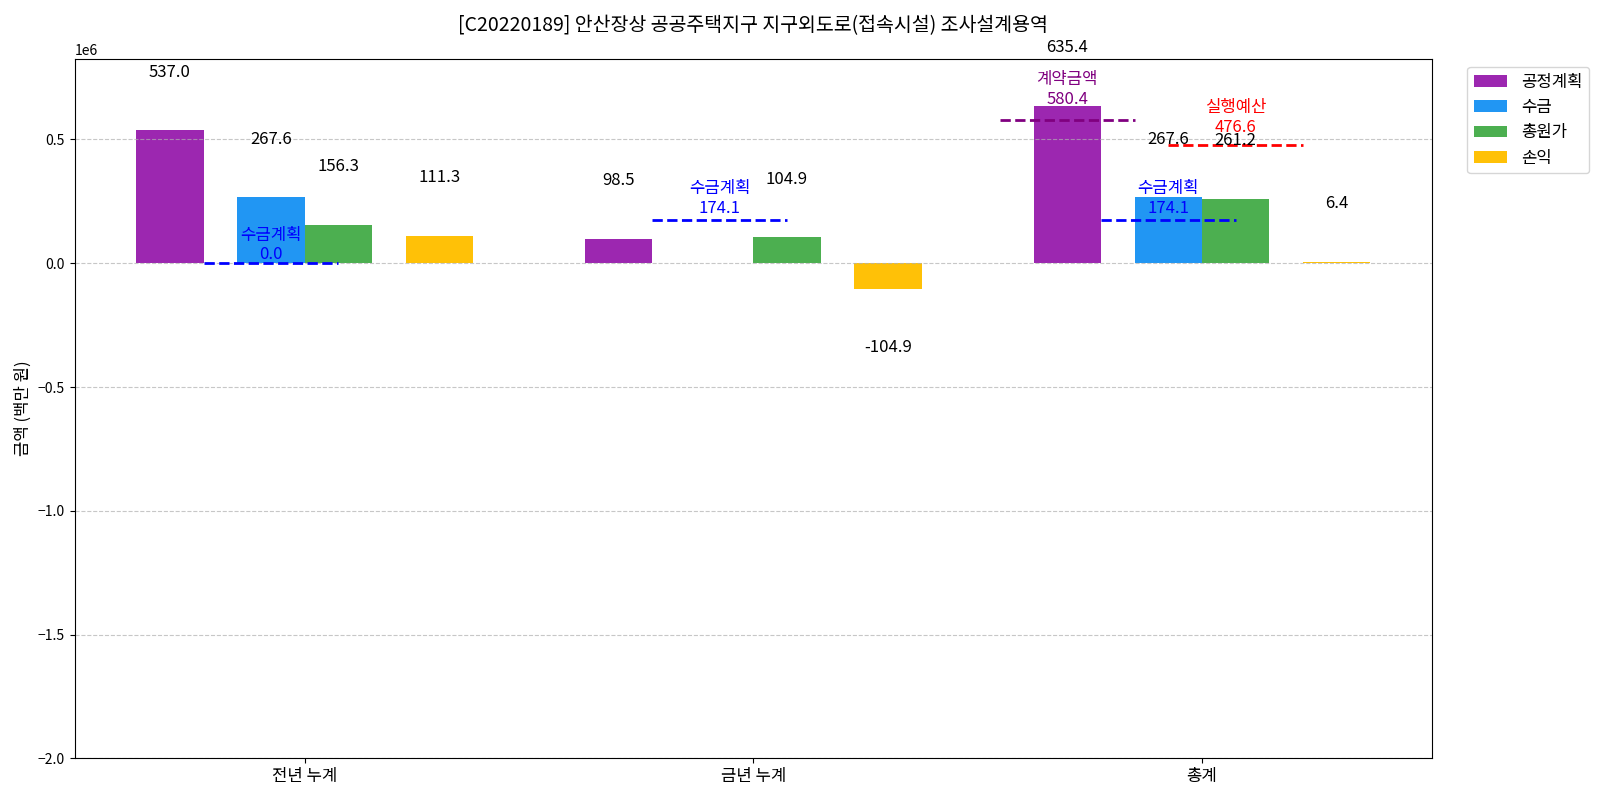 [C20220189] 안산장상 공공주택지구 지구외도로(접속시설) 조사설계용역
1e6
금액 (백만 원)
0.5
0.0
−0.5
−1.0
−1.5
−2.0
537.0
267.6
156.3
111.3
수금계획
0.0
98.5
수금계획
174.1
104.9
-104.9
635.4
계약금액
580.4
267.6
수금계획
174.1
실행예산
476.6
261.2
6.4
전년 누계
금년 누계
총계
공정계획
수금
총원가
손익